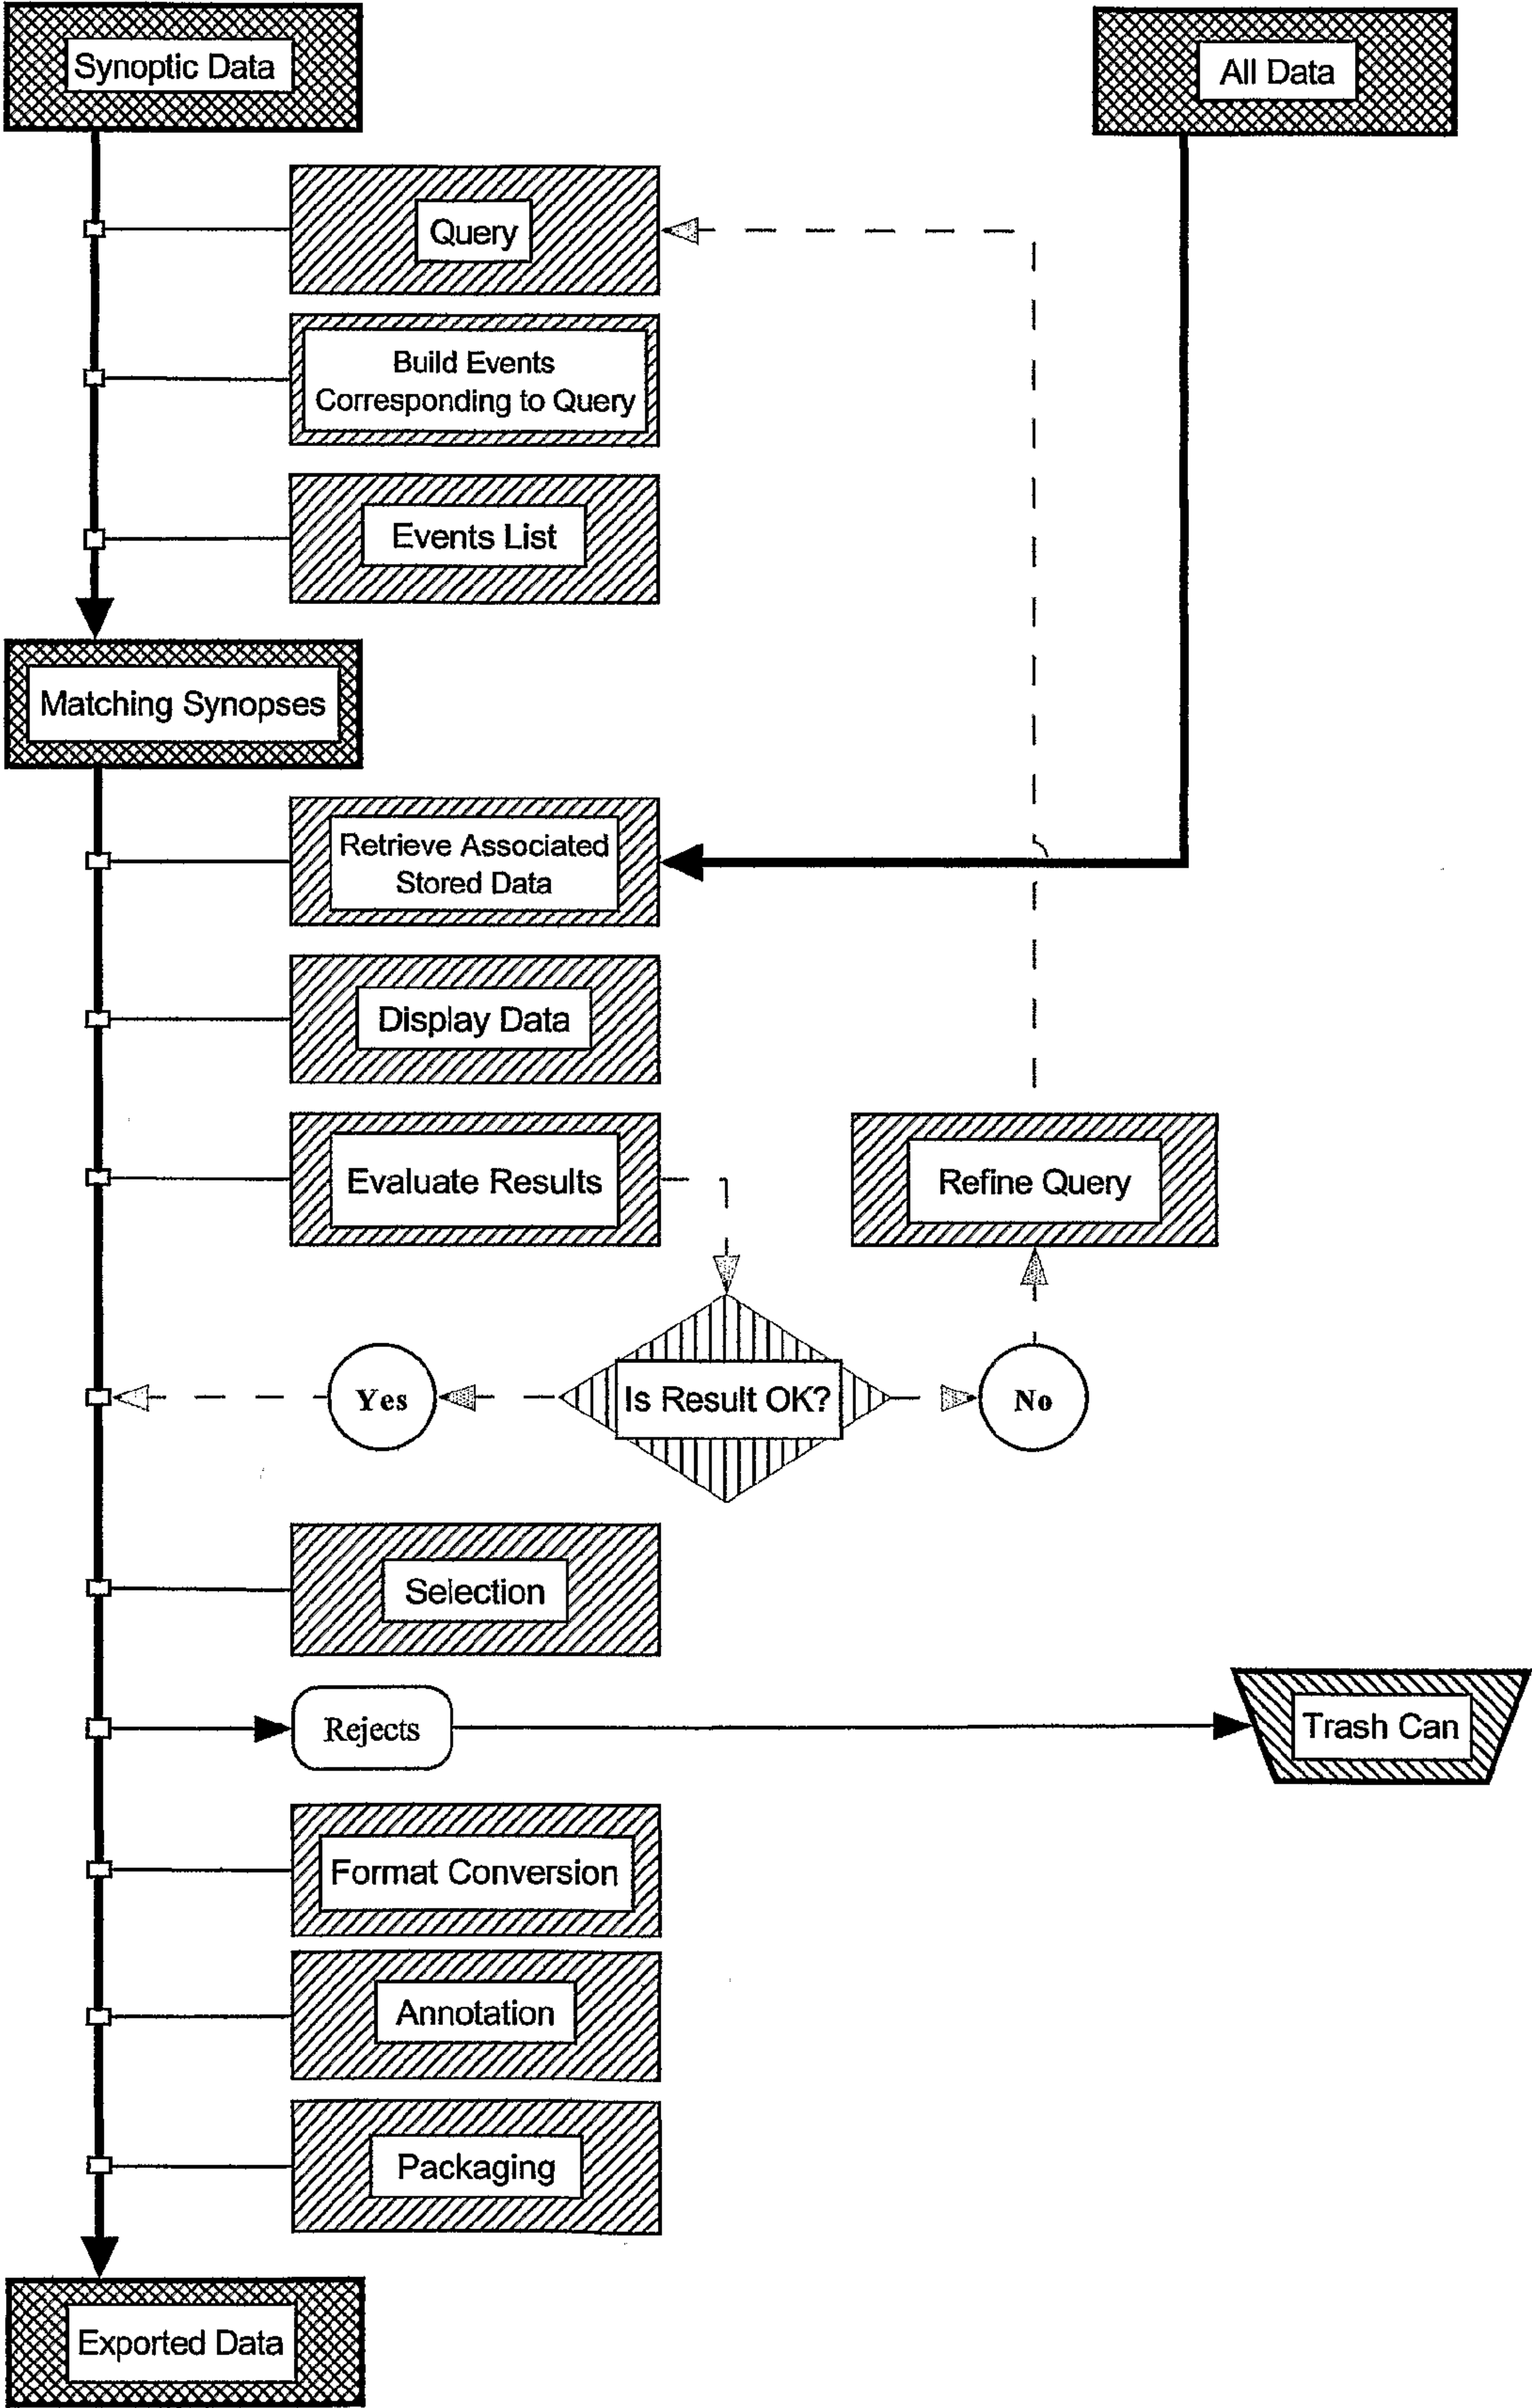 Synoptic Data
All Data
Query
Build Events
Corresponding to Query
Events List
Matching Synopses
Retrieve Associated
Stored Data
Display Data
Evaluate Results
Refine Query
Yes
Is Result OK?
No
Selection
Rejects
Trash Can
Format Conversion
Annotation
Packaging
Exported Data